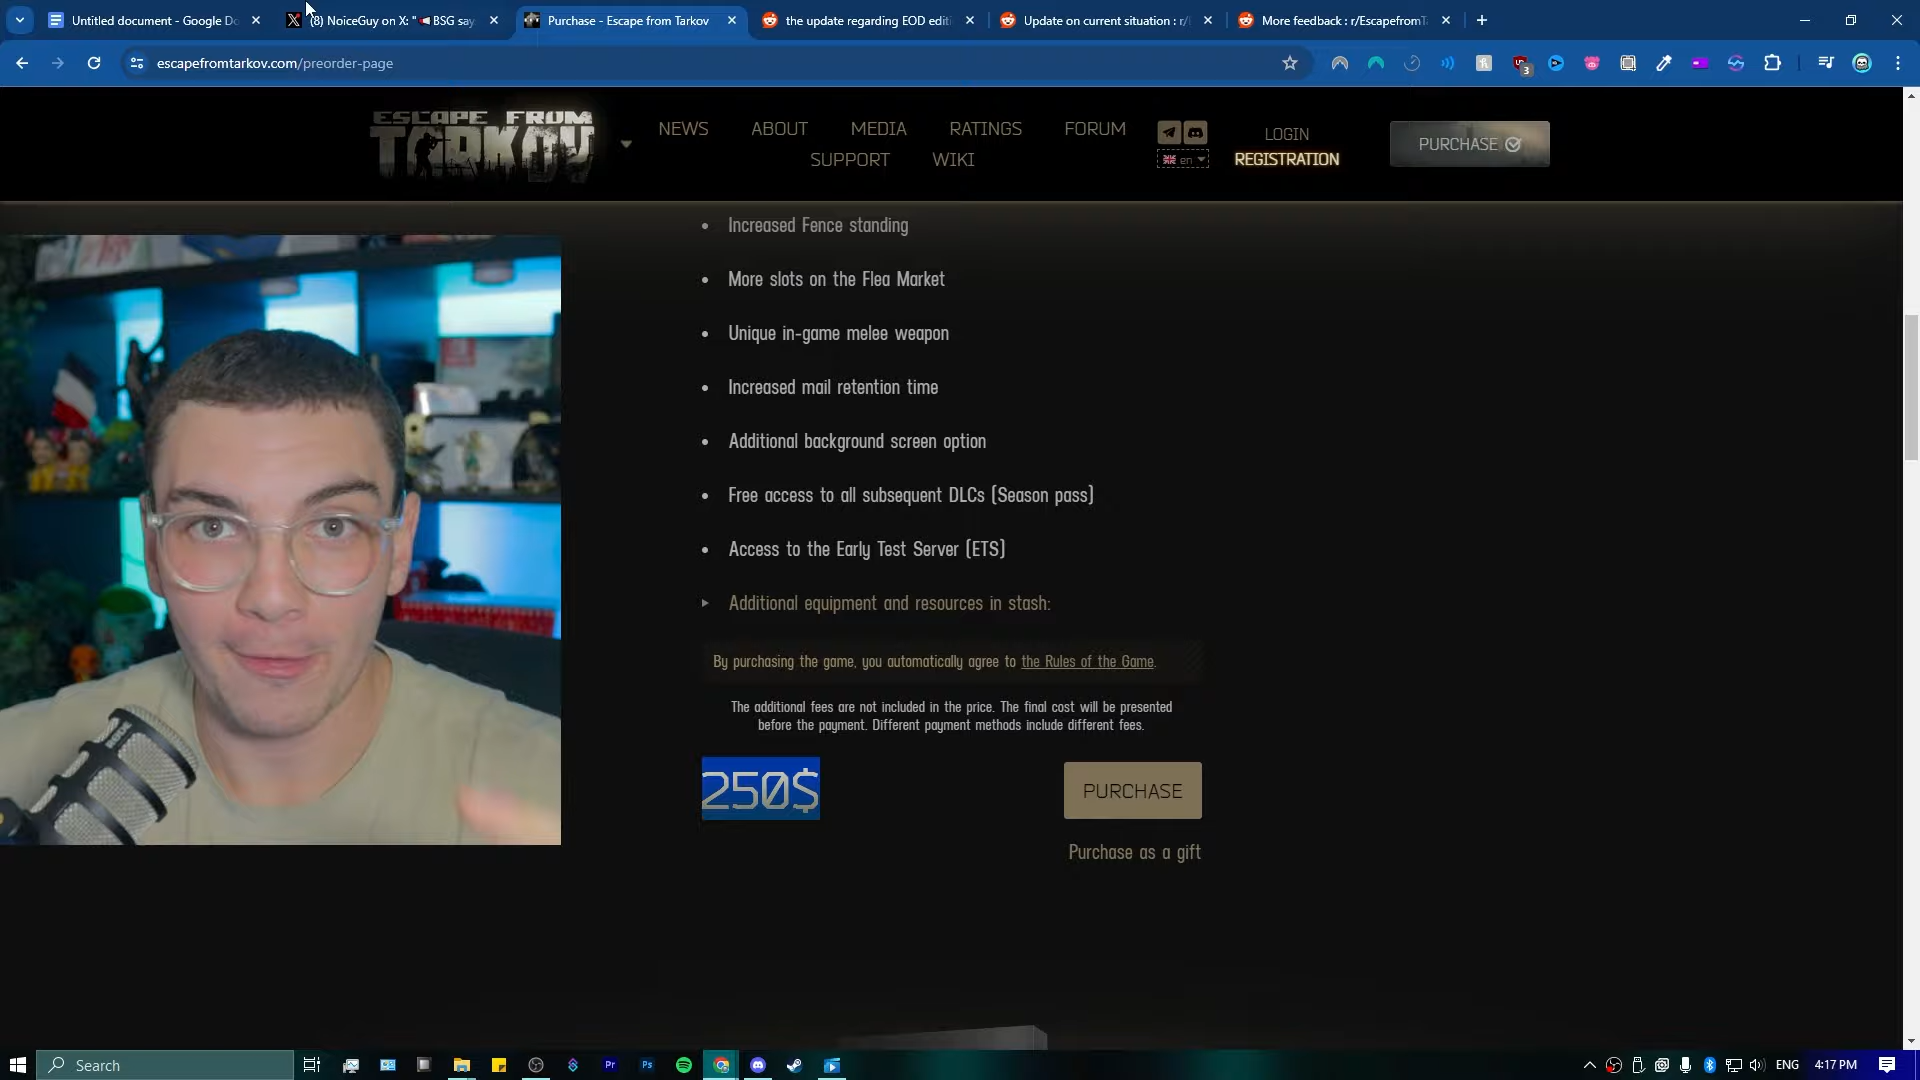 Untitled document - Google Do
(8) NoiceGuy on X: "📢BSG say
Purchase - Escape from Tarkov
the update regarding EOD editi
Update on current situation : r/E
More feedback : r/EscapefromT
escapefromtarkov.com/preorder-page
3
ESCAPE FROM
TARKOV
NEWS
ABOUT
MEDIA
RATINGS
FORUM
SUPPORT
WIKI
en
LOGIN
REGISTRATION
PURCHASE
• Increased Fence standing
• More slots on the Flea Market
• Unique in-game melee weapon
• Increased mail retention time
• Additional background screen option
• Free access to all subsequent DLCs (Season pass)
• Access to the Early Test Server (ETS)
Additional equipment and resources in stash:
By purchasing the game, you automatically agree to the Rules of the Game.
The additional fees are not included in the price. The final cost will be presented
before the payment. Different payment methods include different fees.
250$
PURCHASE
Purchase as a gift
Search
Pr
Ps
ENG
4:17 PM